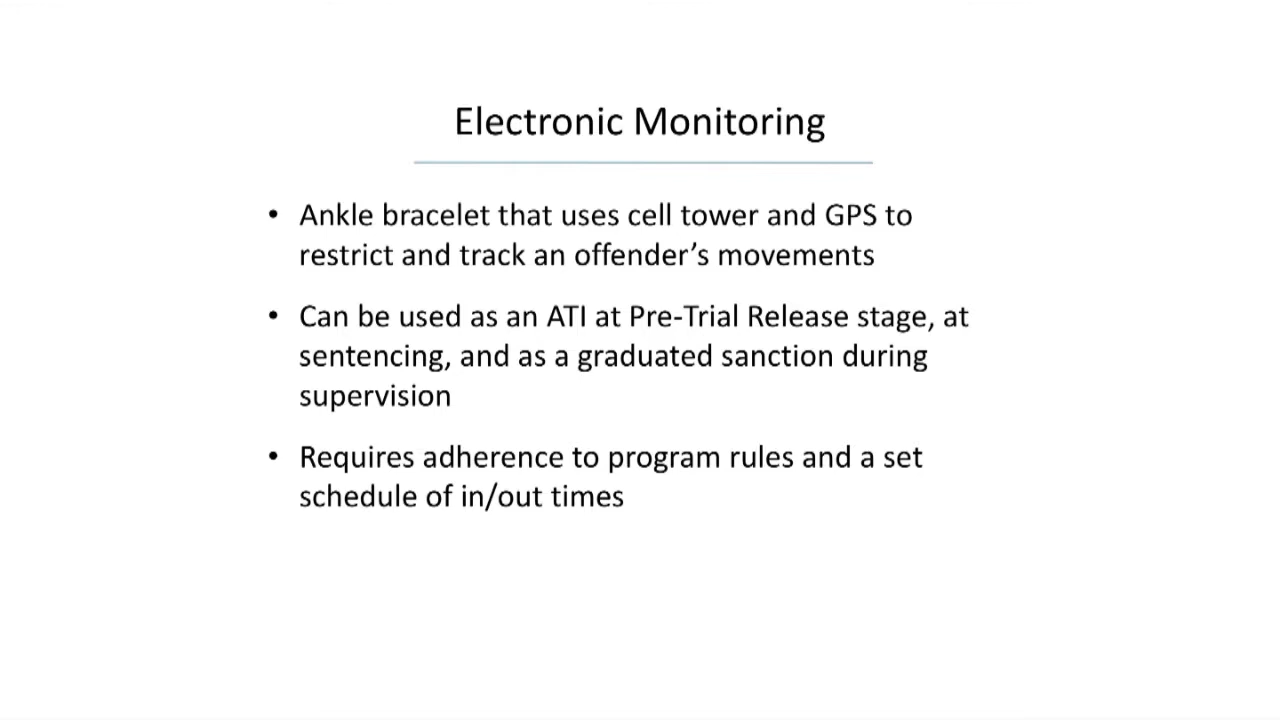 Electronic Monitoring
• Ankle bracelet that uses cell tower and GPS to
restrict and track an offender’s movements
• Can be used as an ATI at Pre-Trial Release stage, at
sentencing, and as a graduated sanction during
supervision
• Requires adherence to program rules and a set
schedule of in/out times